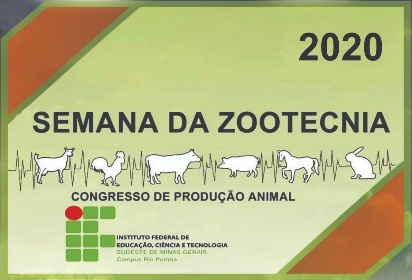 2020
SEMANA DA ZOOTECNIA
CONGRESSO DE PRODUÇÃO ANIMAL
INSTITUTO FEDERAL DE
EDUCAÇÃO, CIÊNCIA E TECNOLOGIA
SUDESTE DE MINAS GERAIS
Campus Rio Pomba